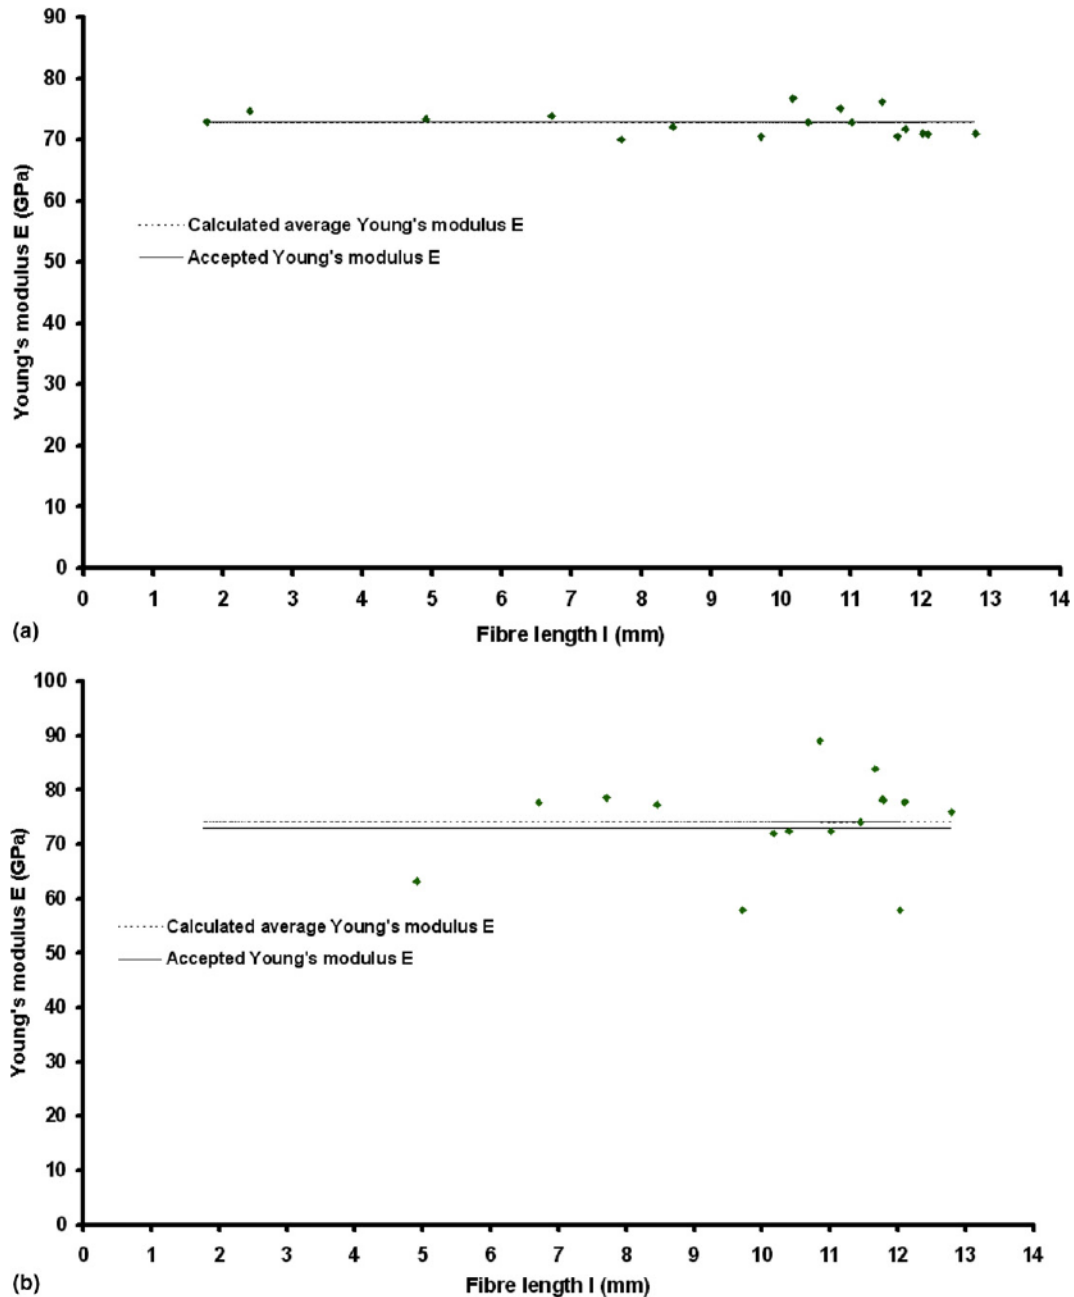 90
80
70
60
50
40
30
20
10
0
Young's modulus E (GPa)
Calculated average Young's modulus E
Accepted Young's modulus E
0 1 2 3 4 5 6 7 8 9 10 11 12 13 14
(a)
Fibre length l (mm)
100
90
80
70
60
50
40
30
20
10
0
Young's modulus E (GPa)
Calculated average Young's modulus E
Accepted Young's modulus E
0 1 2 3 4 5 6 7 8 9 10 11 12 13 14
(b)
Fibre length l (mm)